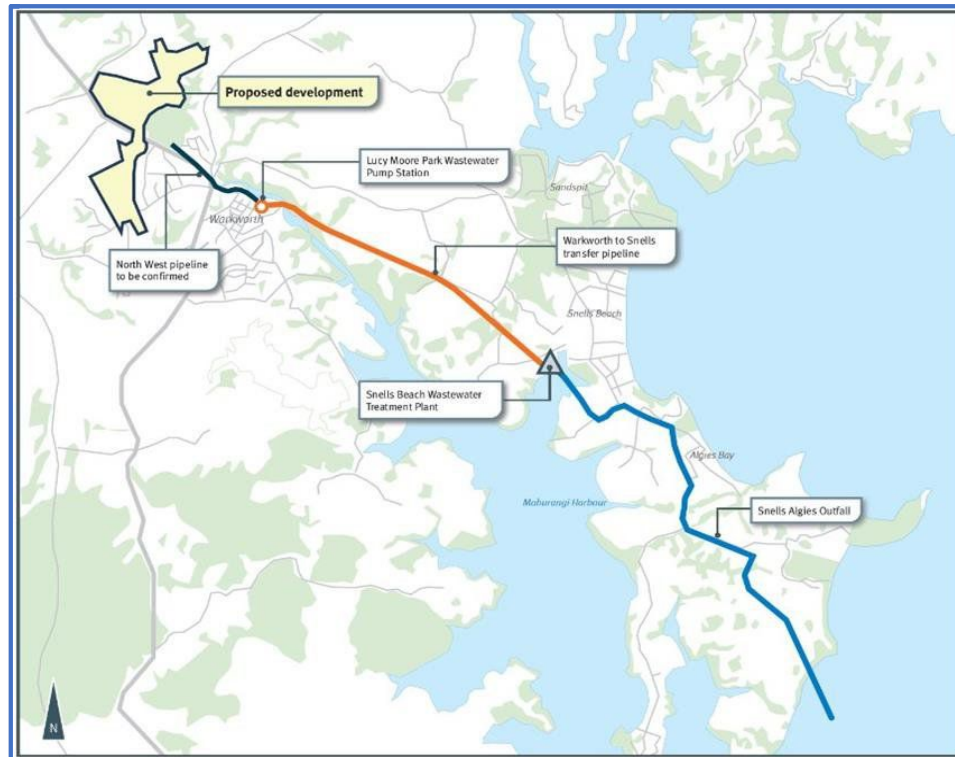 Proposed development
Lucy Moore Park Wastewater
Pump Station
Sandspit
Warkworth
North West pipeline
to be confirmed
Warkworth to Snells
transfer pipeline
Snells Beach
Snells Beach Wastewater
Treatment Plant
Algies Bay
Mahurangi Harbour
Snells Algies Outfall
N